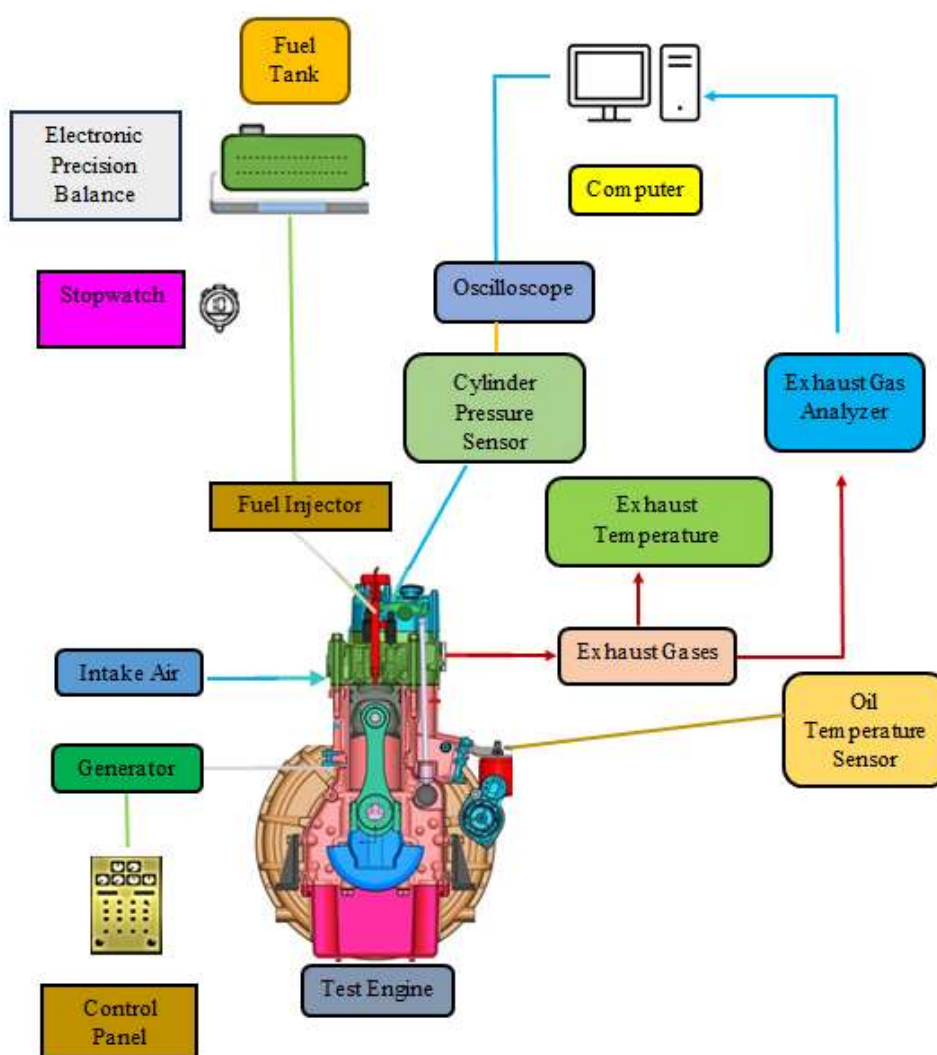 Fuel
Tank
Electronic
Precision
Balance
Computer
Stopwatch
Oscilloscope
Cylinder
Pressure
Sensor
Exhaust Gas
Analyzer
Fuel Injector
Exhaust
Temperature
Intake Air
Exhaust Gases
Oil
Temperature
Sensor
Generator
Test Engine
Control
Panel